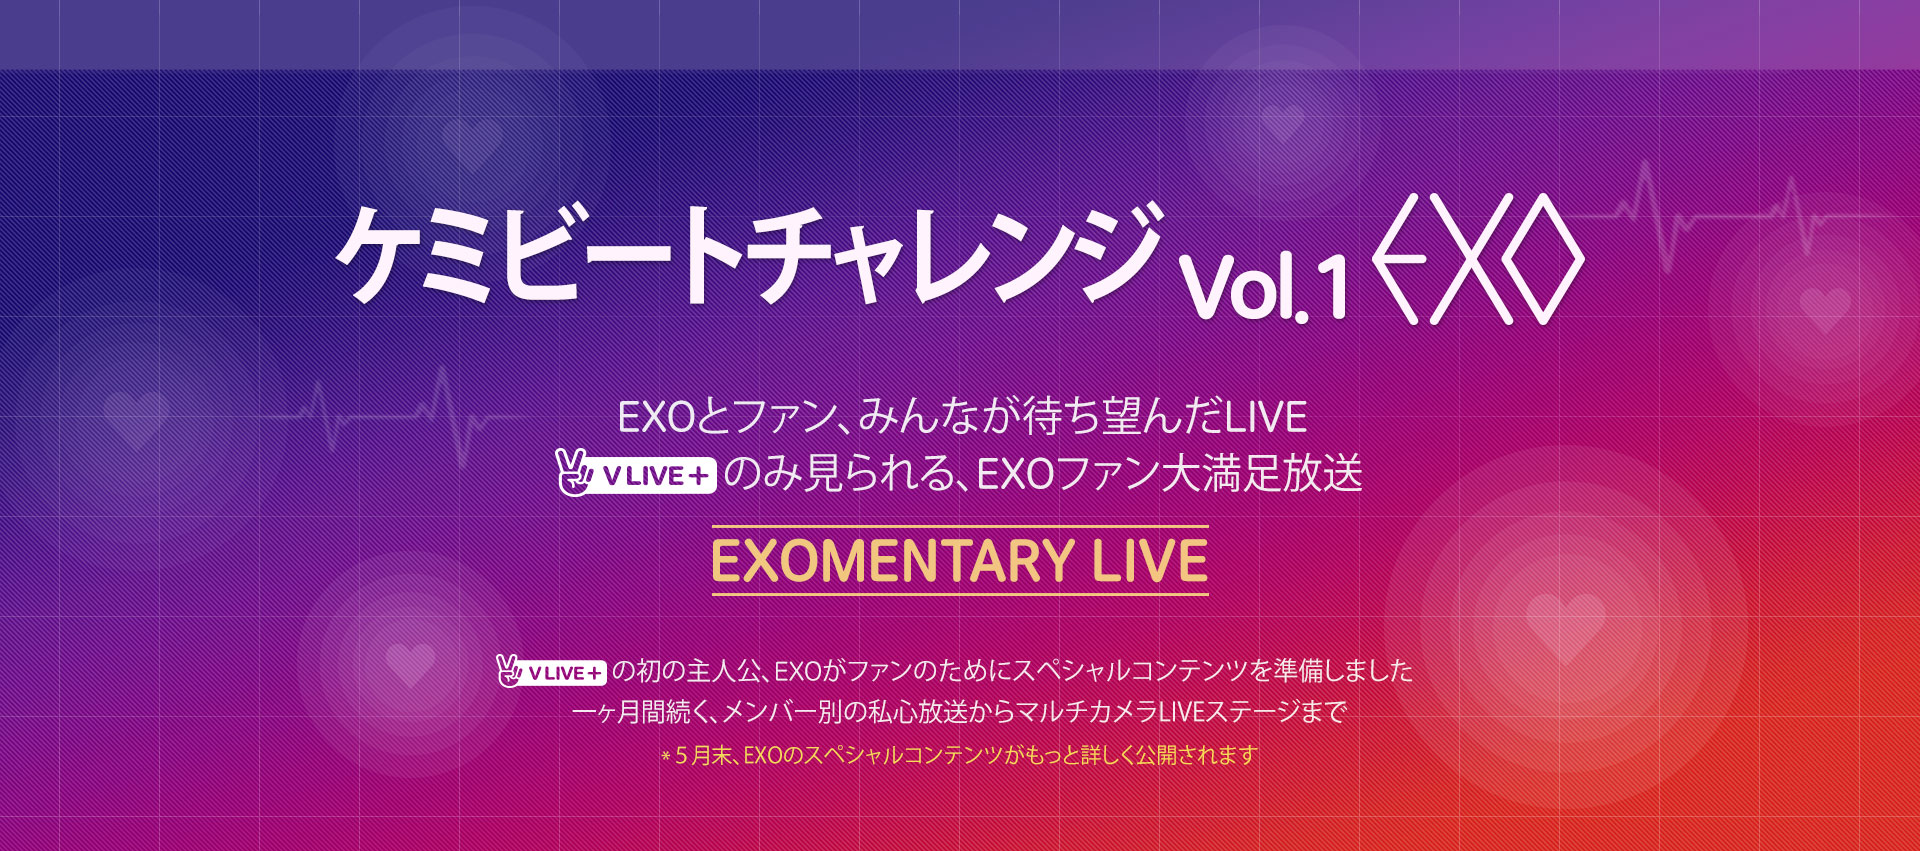 ケミビートチャレンジ Vol.1 EXO
EXOとファン、みんなが待ち望んだLIVE
V LIVE+ のみ見られる、EXOファン大満足放送
EXOMENTARY LIVE
V LIVE+ の初の主人公、EXOがファンのためにスペシャルコンテンツを準備しました
一ヶ月間続く、メンバー別の私心放送からマルチカメラLIVEステージまで
*５月末、EXOのスペシャルコンテンツがもっと詳しく公開されます